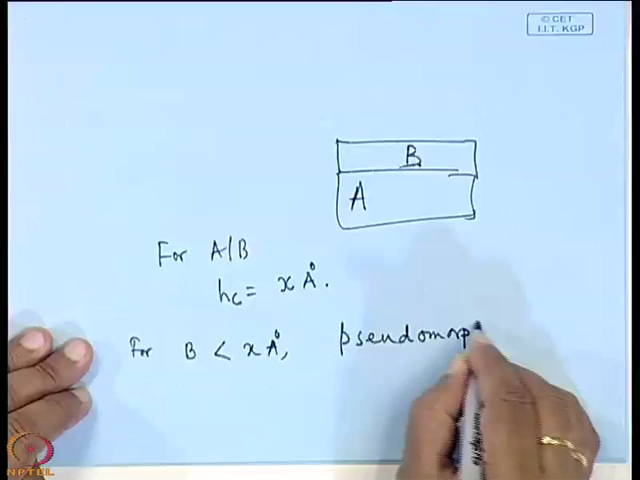 © CET
I.I.T. KGP
B
A
For A/B
hc = x Å.
For B < x Å, pseudomorp
NPTEL